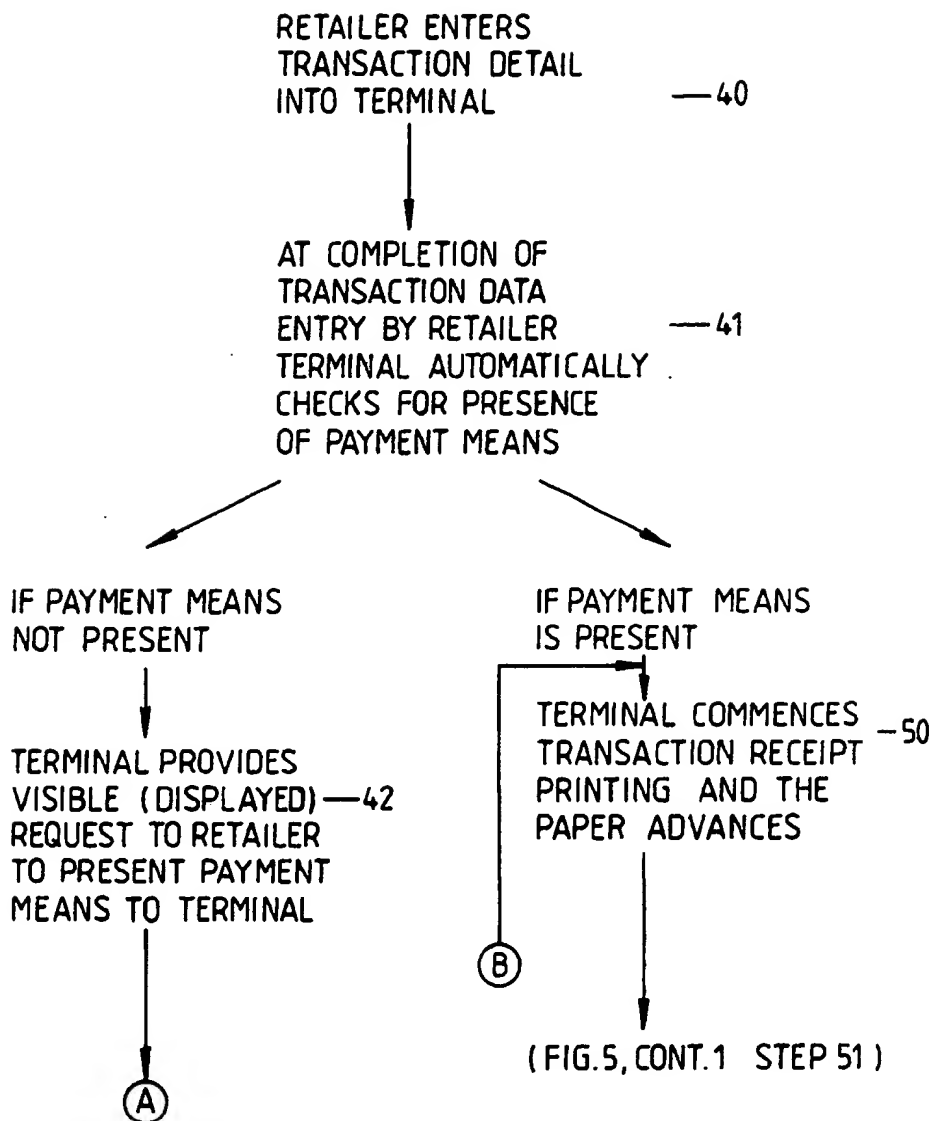 RETAILER ENTERS
TRANSACTION DETAIL
INTO TERMINAL —40
AT COMPLETION OF
TRANSACTION DATA
ENTRY BY RETAILER —41
TERMINAL AUTOMATICALLY
CHECKS FOR PRESENCE
OF PAYMENT MEANS
IF PAYMENT MEANS
NOT PRESENT
TERMINAL PROVIDES
VISIBLE (DISPLAYED) —42
REQUEST TO RETAILER
TO PRESENT PAYMENT
MEANS TO TERMINAL
A
IF PAYMENT MEANS
IS PRESENT
TERMINAL COMMENCES
TRANSACTION RECEIPT —50
PRINTING AND THE
PAPER ADVANCES
B
(FIG.5, CONT.1 STEP 51)